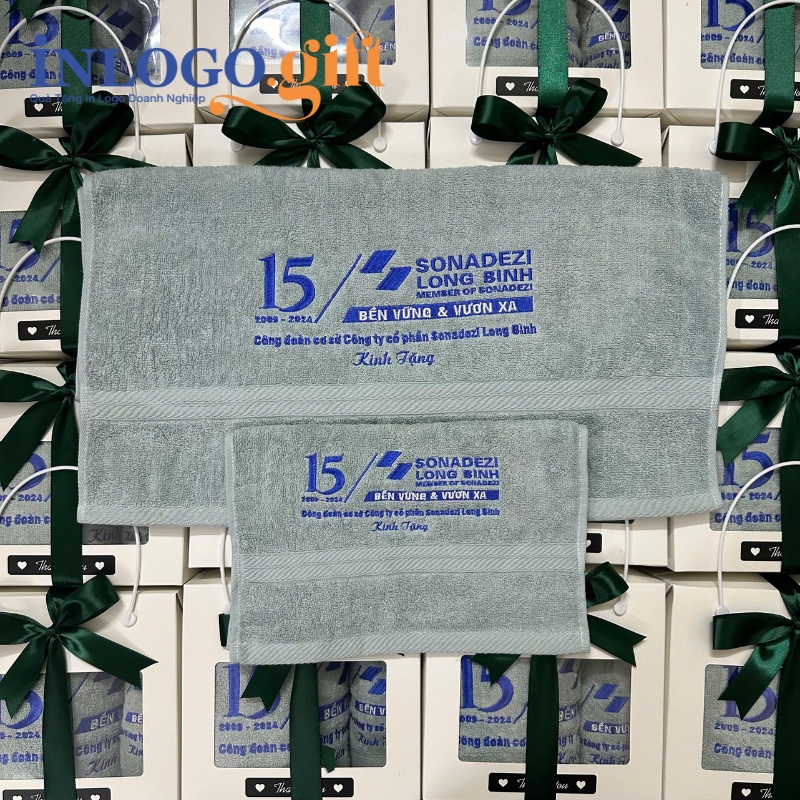 INLOGO.gift
Quà Tặng in Logo Doanh Nghiệp
15
2009 - 2024
SONADEZI
LONG BINH
MEMBER OF SONADEZI
BỀN VỮNG & VƯƠN XA
Công đoàn cơ sở Công ty cổ phần Sonadezi Long Bình
Kính Tặng
15
2009 - 2024
SONADEZI
LONG BINH
MEMBER OF SONADEZI
BỀN VỮNG & VƯƠN XA
Công đoàn cơ sở Công ty cổ phần Sonadezi Long Bình
Kính Tặng